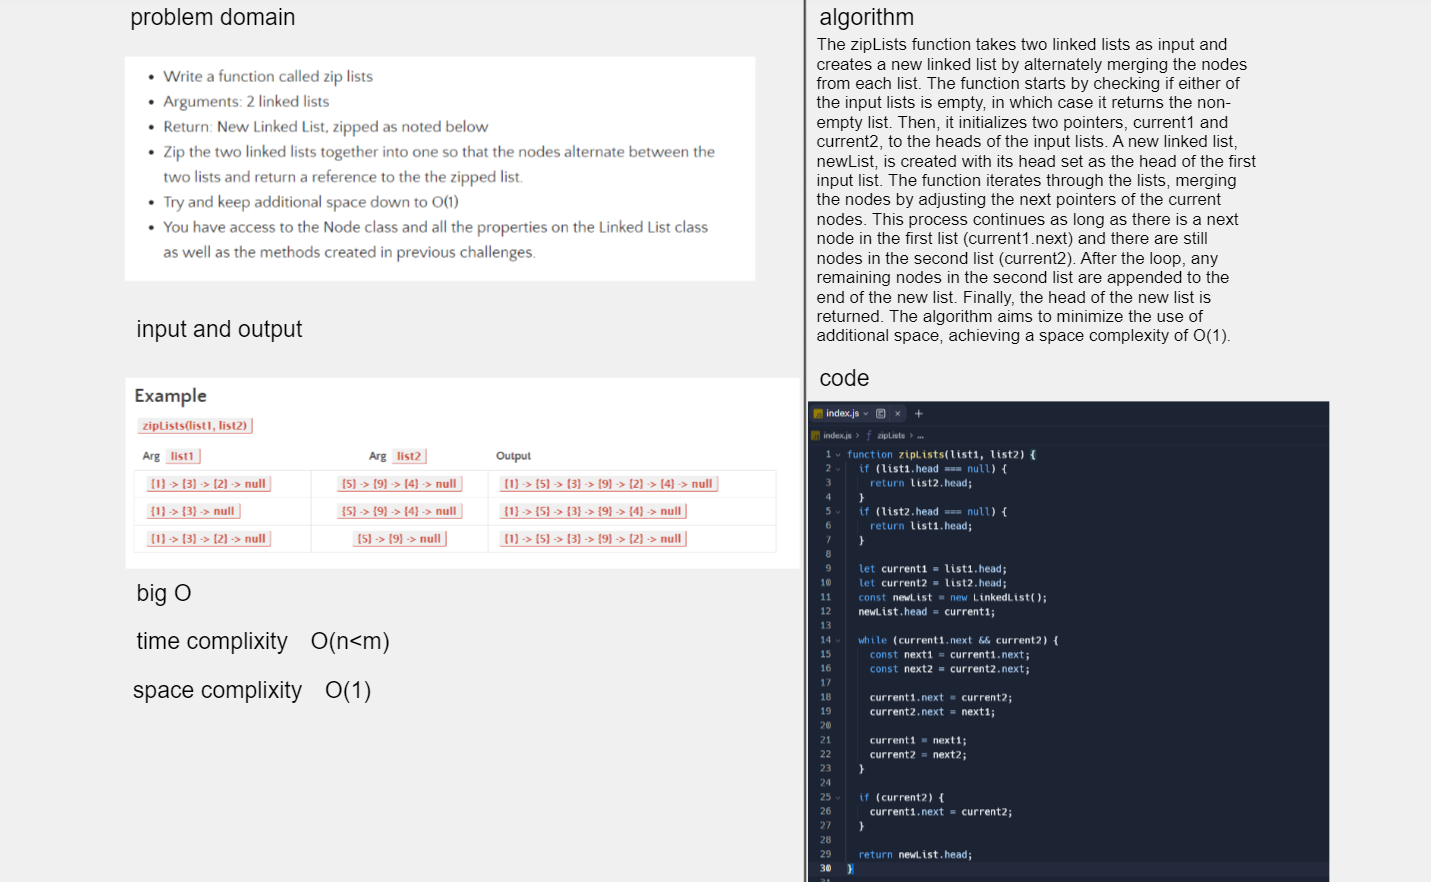 problem domain
• Write a function called zip lists
• Arguments: 2 linked lists
• Return: New Linked List, zipped as noted below
• Zip the two linked lists together into one so that the nodes alternate between the
two lists and return a reference to the the zipped list.
• Try and keep additional space down to O(1)
• You have access to the Node class and all the properties on the Linked List class
as well as the methods created in previous challenges.
input and output
Example
zipLists(list1, list2)
Arg list1 Arg list2 Output
{1} -> {3} -> {2} -> null {5} -> {9} -> {4} -> null {1} -> {5} -> {3} -> {9} -> {2} -> {4} -> null
{1} -> {3} -> null {5} -> {9} -> {4} -> null {1} -> {5} -> {3} -> {9} -> {4} -> null
{1} -> {3} -> {2} -> null {5} -> {9} -> null {1} -> {5} -> {3} -> {9} -> {2} -> null
big O
time complixity O(n<m)
space complixity O(1)
algorithm
The zipLists function takes two linked lists as input and
creates a new linked list by alternately merging the nodes
from each list. The function starts by checking if either of
the input lists is empty, in which case it returns the non-
empty list. Then, it initializes two pointers, current1 and
current2, to the heads of the input lists. A new linked list,
newList, is created with its head set as the head of the first
input list. The function iterates through the lists, merging
the nodes by adjusting the next pointers of the current
nodes. This process continues as long as there is a next
node in the first list (current1.next) and there are still
nodes in the second list (current2). After the loop, any
remaining nodes in the second list are appended to the
end of the new list. Finally, the head of the new list is
returned. The algorithm aims to minimize the use of
additional space, achieving a space complexity of O(1).
code
index.js × +
index.js > f zipLists > ...
1 function zipLists(list1, list2) {
2 if (list1.head === null) {
3 return list2.head;
4 }
5 if (list2.head === null) {
6 return list1.head;
7 }
8
9 let current1 = list1.head;
10 let current2 = list2.head;
11 const newList = new LinkedList();
12 newList.head = current1;
13
14 while (current1.next && current2) {
15 const next1 = current1.next;
16 const next2 = current2.next;
17
18 current1.next = current2;
19 current2.next = next1;
20
21 current1 = next1;
22 current2 = next2;
23 }
24
25 if (current2) {
26 current1.next = current2;
27 }
28
29 return newList.head;
30 }